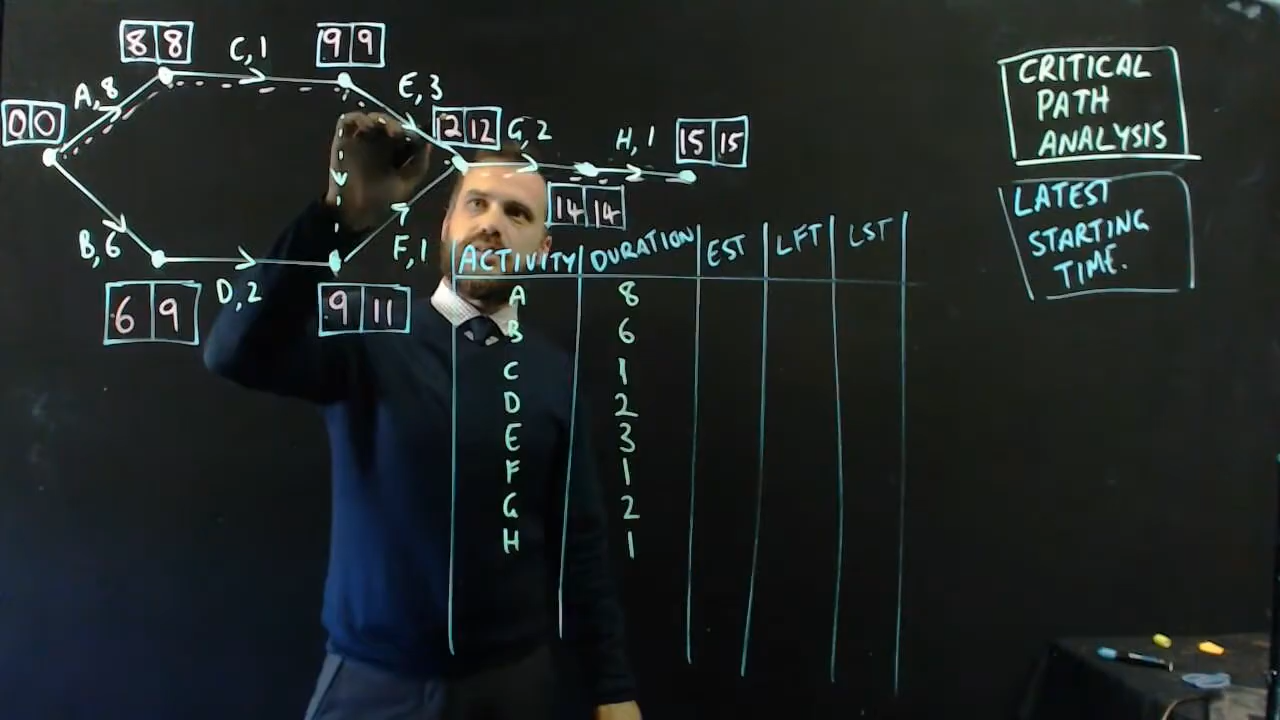 8 8
C,1
9 9
A,8
E,3
0 0
12 12
G,2
H,1
15 15
14 14
B,6
F,1
D,2
6 9
9 11
ACTIVITY DURATION EST LFT LST
A 8
B 6
C 1
D 2
E 3
F 1
G 2
H 1
CRITICAL
PATH
ANALYSIS
LATEST
STARTING
TIME.